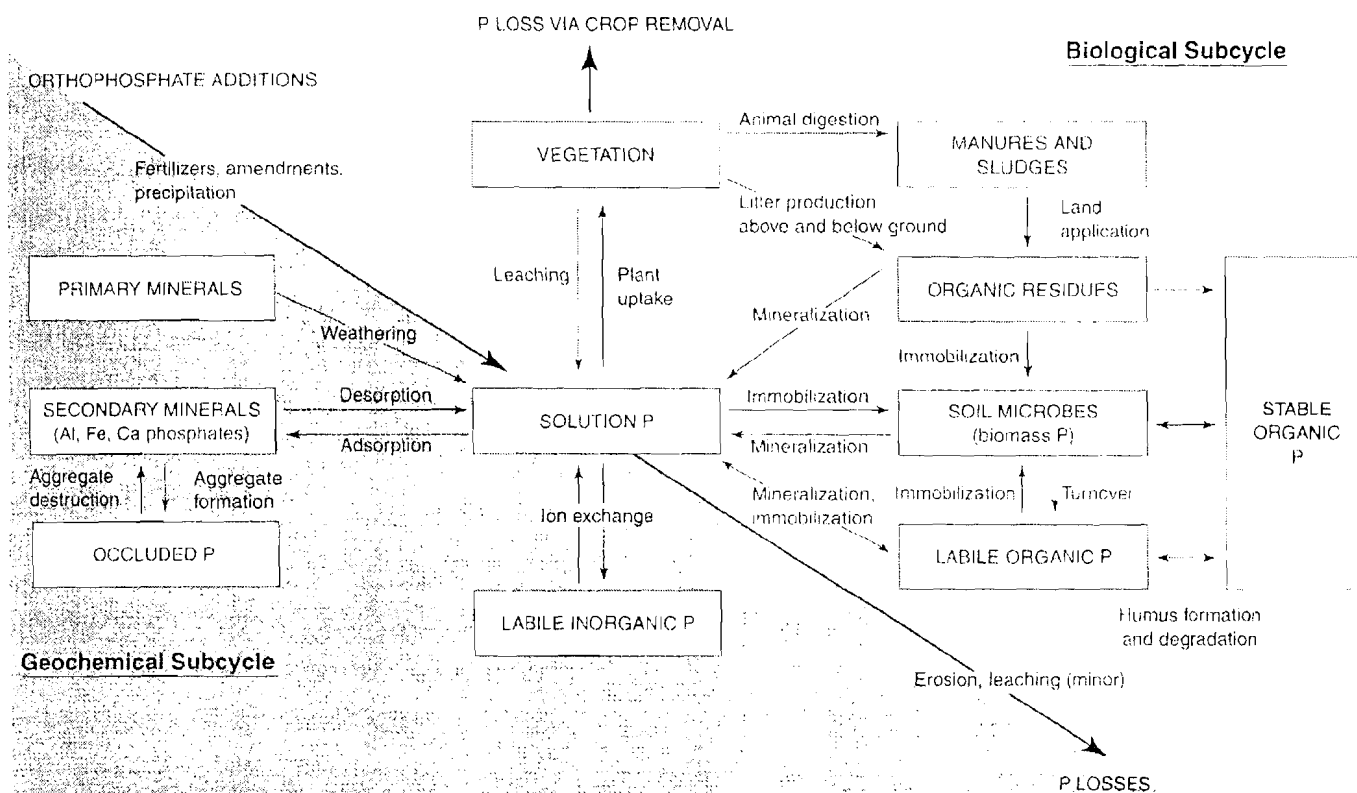 P LOSS VIA CROP REMOVAL
Biological Subcycle
ORTHOPHOSPHATE ADDITIONS
Fertilizers, amendments,
precipitation
VEGETATION
Animal digestion
MANURES AND
SLUDGES
Litter production
above and below ground
Land
application
Leaching
Plant
uptake
PRIMARY MINERALS
Weathering
Mineralization
ORGANIC RESIDUES
Immobilization
SECONDARY MINERALS
(Al, Fe, Ca phosphates)
Desorption
Adsorption
SOLUTION P
Immobilization
Mineralization
SOIL MICROBES
(biomass P)
STABLE
ORGANIC
P
Aggregate
destruction
Aggregate
formation
Ion exchange
Mineralization,
immobilization
Immobilization
Turnover
OCCLUDED P
LABILE ORGANIC P
LABILE INORGANIC P
Humus formation
and degradation
Geochemical Subcycle
Erosion, leaching (minor)
P LOSSES